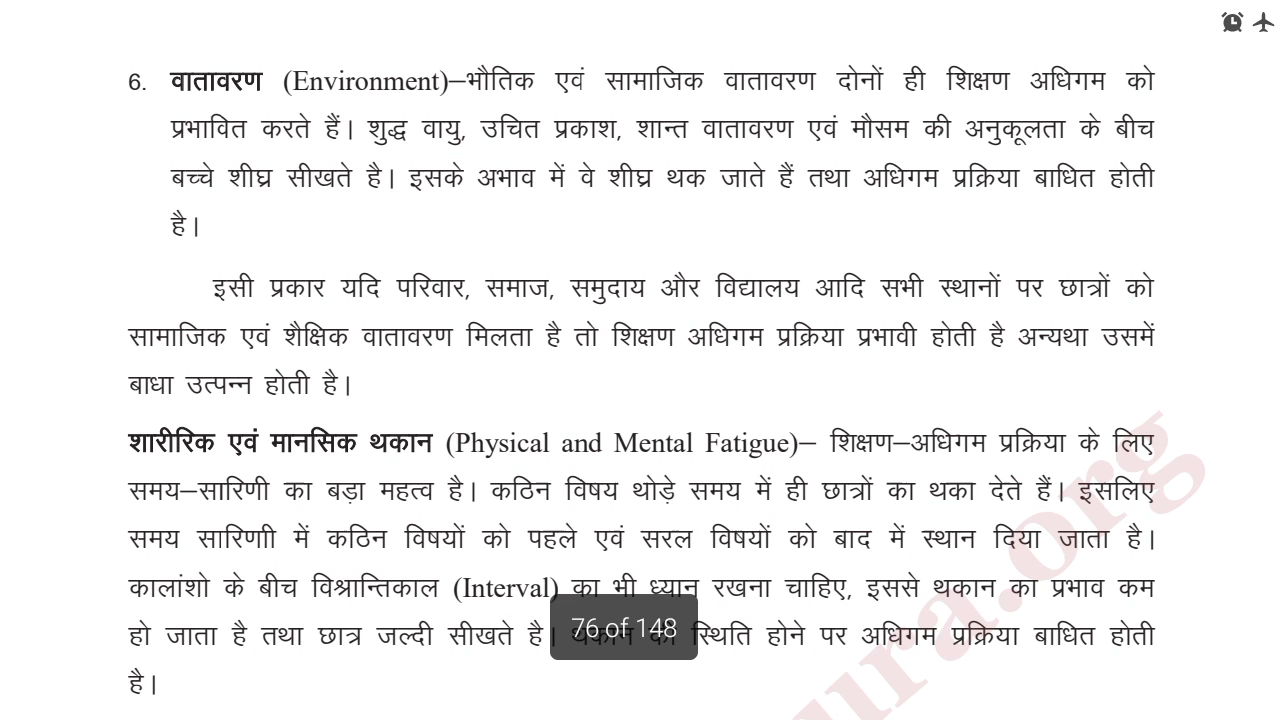 6. वातावरण (Environment)–भौतिक एवं सामाजिक वातावरण दोनों ही शिक्षण अधिगम को
प्रभावित करते हैं। शुद्ध वायु, उचित प्रकाश, शान्त वातावरण एवं मौसम की अनुकूलता के बीच
बच्चे शीघ्र सीखते है। इसके अभाव में वे शीघ्र थक जाते हैं तथा अधिगम प्रक्रिया बाधित होती
है।
इसी प्रकार यदि परिवार, समाज, समुदाय और विद्यालय आदि सभी स्थानों पर छात्रों को
सामाजिक एवं शैक्षिक वातावरण मिलता है तो शिक्षण अधिगम प्रक्रिया प्रभावी होती है अन्यथा उसमें
बाधा उत्पन्न होती है।
शारीरिक एवं मानसिक थकान (Physical and Mental Fatigue)– शिक्षण–अधिगम प्रक्रिया के लिए
समय–सारिणी का बड़ा महत्व है। कठिन विषय थोड़े समय में ही छात्रों का थका देते हैं। इसलिए
समय सारिणाी में कठिन विषयों को पहले एवं सरल विषयों को बाद में स्थान दिया जाता है।
कालांशो के बीच विश्रान्तिकाल (Interval) का भी ध्यान रखना चाहिए, इससे थकान का प्रभाव कम
हो जाता है तथा छात्र जल्दी सीखते है। थकान की स्थिति होने पर अधिगम प्रक्रिया बाधित होती
है।
76 of 148
ura.org